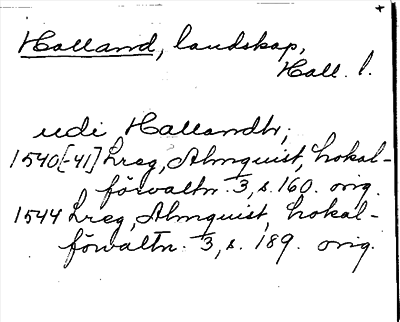 Halland, landskap,
Hall. l.
udi Hallandh,
1540[-41] Lreg, Almquist, Lokal-
förvaltn. 3, s. 160. orig.
1544 Lreg, Almquist, Lokal-
förvaltn. 3, s. 189. orig.